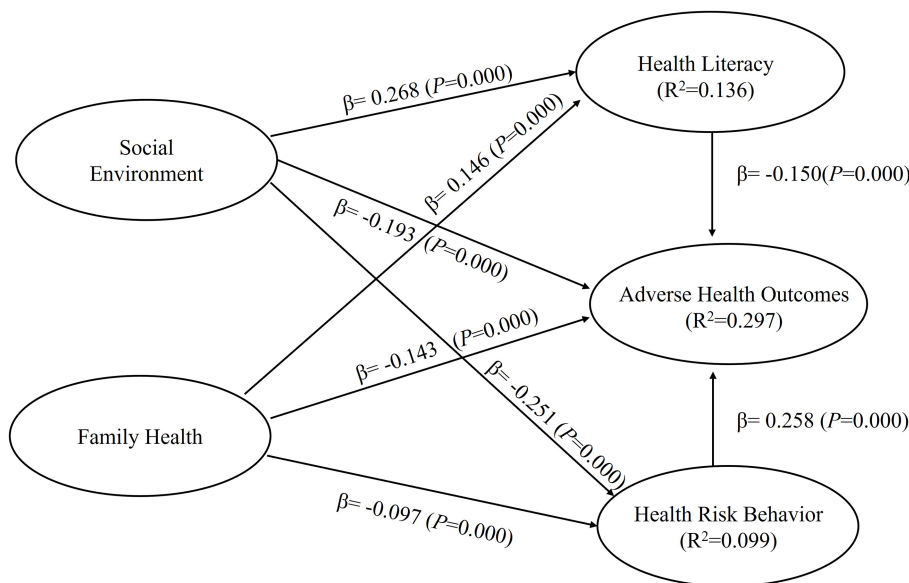 Health Literacy
(R²=0.136)
β= 0.268 (P=0.000)
Social
Environment
β= 0.146 (P=0.000)
β= -0.150(P=0.000)
β= -0.193 (P=0.000)
Adverse Health Outcomes
(R²=0.297)
β= -0.143 (P=0.000)
β= -0.251 (P=0.000)
Family Health
β= 0.258 (P=0.000)
β= -0.097 (P=0.000)
Health Risk Behavior
(R²=0.099)